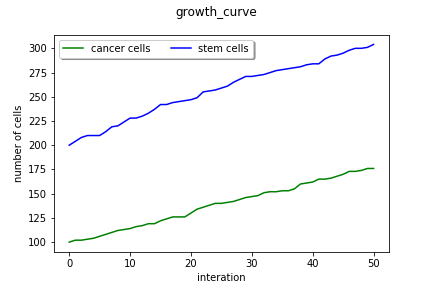 growth_curve
cancer cells stem cells
300
275
250
225
200
175
150
125
100
number of cells
0 10 20 30 40 50
interation